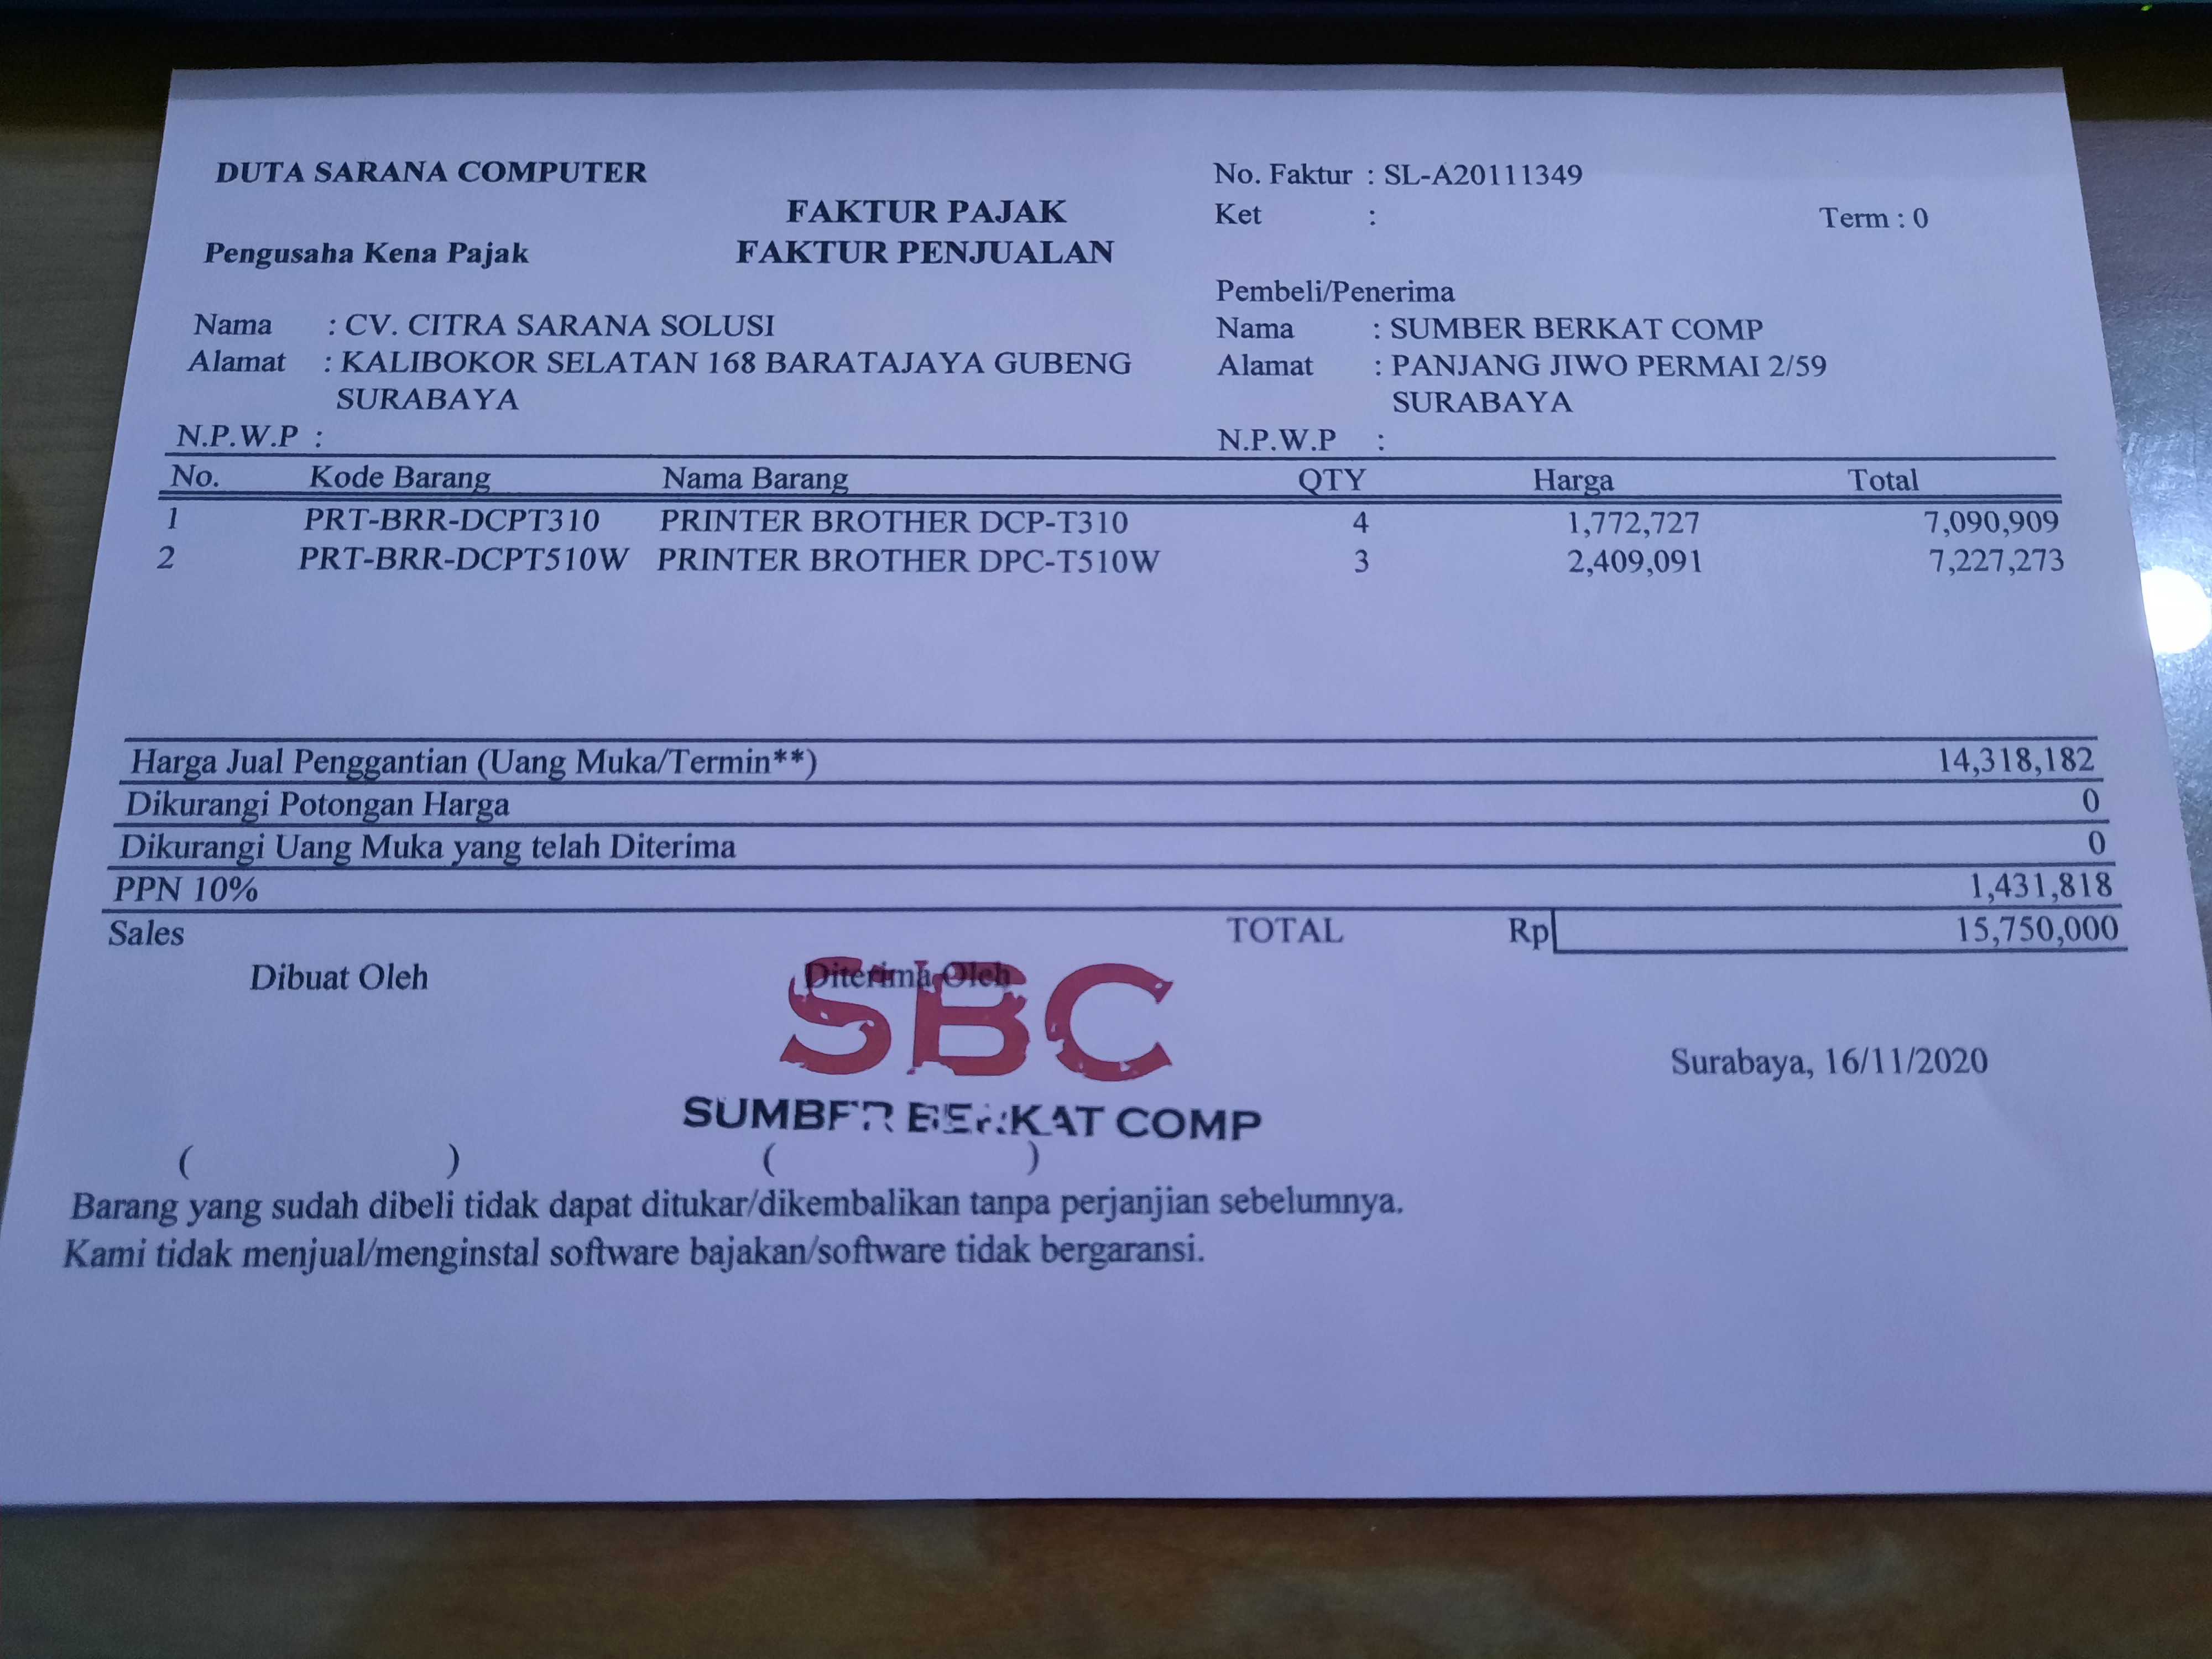 DUTA SARANA COMPUTER
FAKTUR PAJAK
Pengusaha Kena Pajak FAKTUR PENJUALAN
No. Faktur : SL-A20111349
Ket :
Term : 0
Nama : CV. CITRA SARANA SOLUSI
Alamat : KALIBOKOR SELATAN 168 BARATAJAYA GUBENG
SURABAYA
N.P.W.P :
Pembeli/Penerima
Nama : SUMBER BERKAT COMP
Alamat : PANJANG JIWO PERMAI 2/59
SURABAYA
N.P.W.P :
No. Kode Barang Nama Barang QTY Harga Total
1 PRT-BRR-DCPT310 PRINTER BROTHER DCP-T310 4 1,772,727 7,090,909
2 PRT-BRR-DCPT510W PRINTER BROTHER DPC-T510W 3 2,409,091 7,227,273
Harga Jual Penggantian (Uang Muka/Termin**) 14,318,182
Dikurangi Potongan Harga 0
Dikurangi Uang Muka yang telah Diterima 0
PPN 10% 1,431,818
Sales TOTAL Rp 15,750,000
Dibuat Oleh Diterima Oleh
SBC
SUMBER BERKAT COMP
Surabaya, 16/11/2020
( ) ( )
Barang yang sudah dibeli tidak dapat ditukar/dikembalikan tanpa perjanjian sebelumnya.
Kami tidak menjual/menginstal software bajakan/software tidak bergaransi.